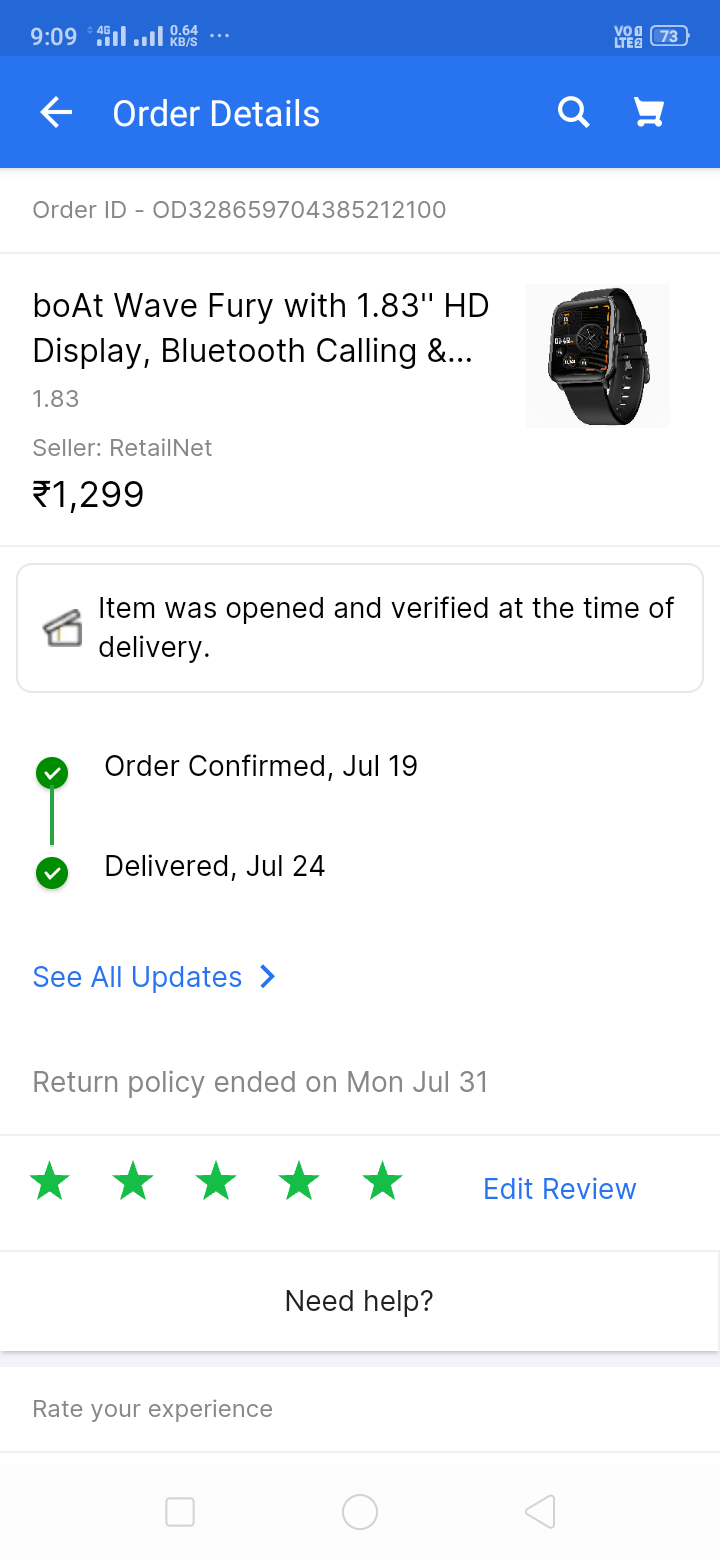 9:09 4G 0.64 KB/S ... VO 1 LTE2 73
Order Details
Order ID - OD328659704385212100
boAt Wave Fury with 1.83'' HD
Display, Bluetooth Calling &...
1.83
Seller: RetailNet
₹1,299
Item was opened and verified at the time of
delivery.
Order Confirmed, Jul 19
Delivered, Jul 24
See All Updates
Return policy ended on Mon Jul 31
Edit Review
Need help?
Rate your experience